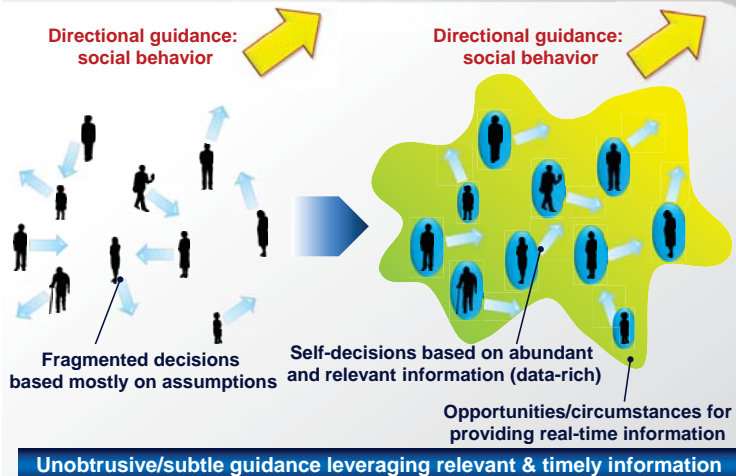 Directional guidance:
social behavior
Directional guidance:
social behavior
Fragmented decisions
based mostly on assumptions
Self-decisions based on abundant
and relevant information (data-rich)
Opportunities/circumstances for
providing real-time information
Unobtrusive/subtle guidance leveraging relevant & timely information